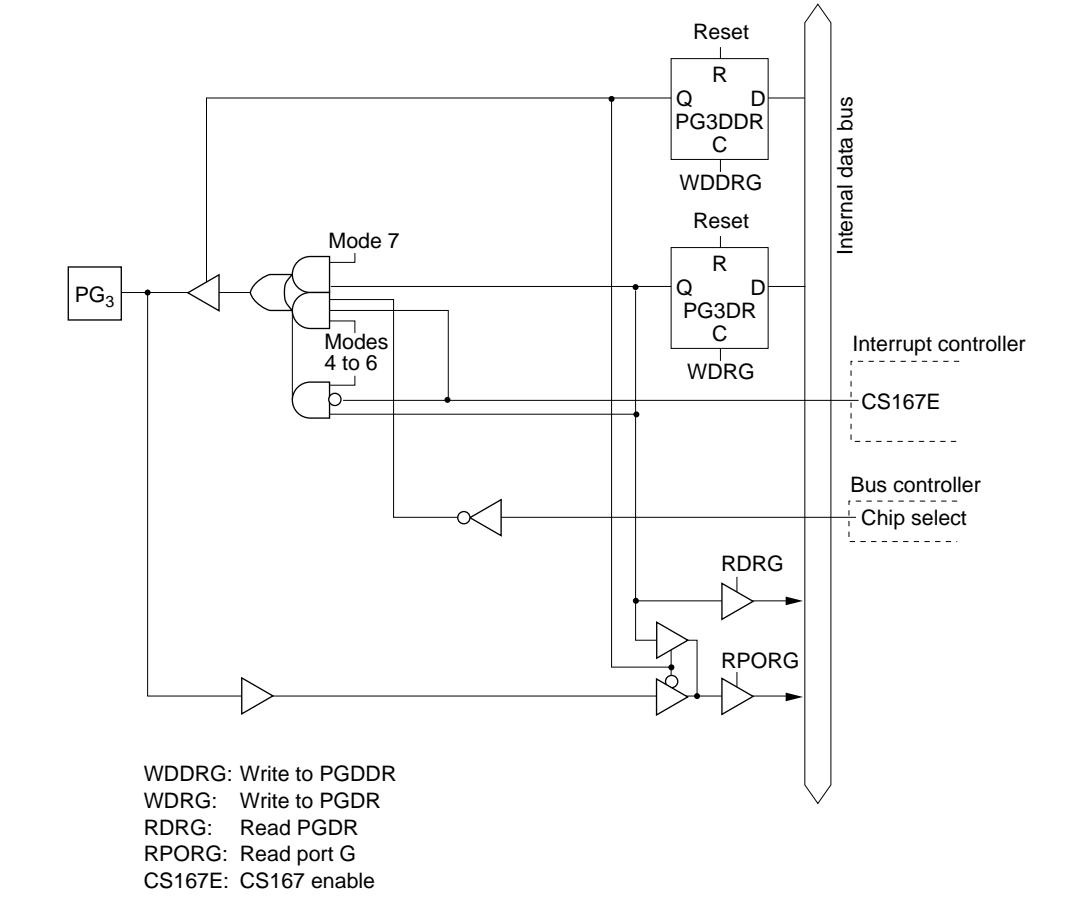 Reset
R
Q D
PG3DDR
C
WDDRG
Internal data bus
Reset
R
Q D
PG3DR
C
WDRG
Mode 7
PG3
Modes
4 to 6
Interrupt controller
CS167E
Bus controller
Chip select
RDRG
RPORG
WDDRG: Write to PGDDR
WDRG: Write to PGDR
RDRG: Read PGDR
RPORG: Read port G
CS167E: CS167 enable